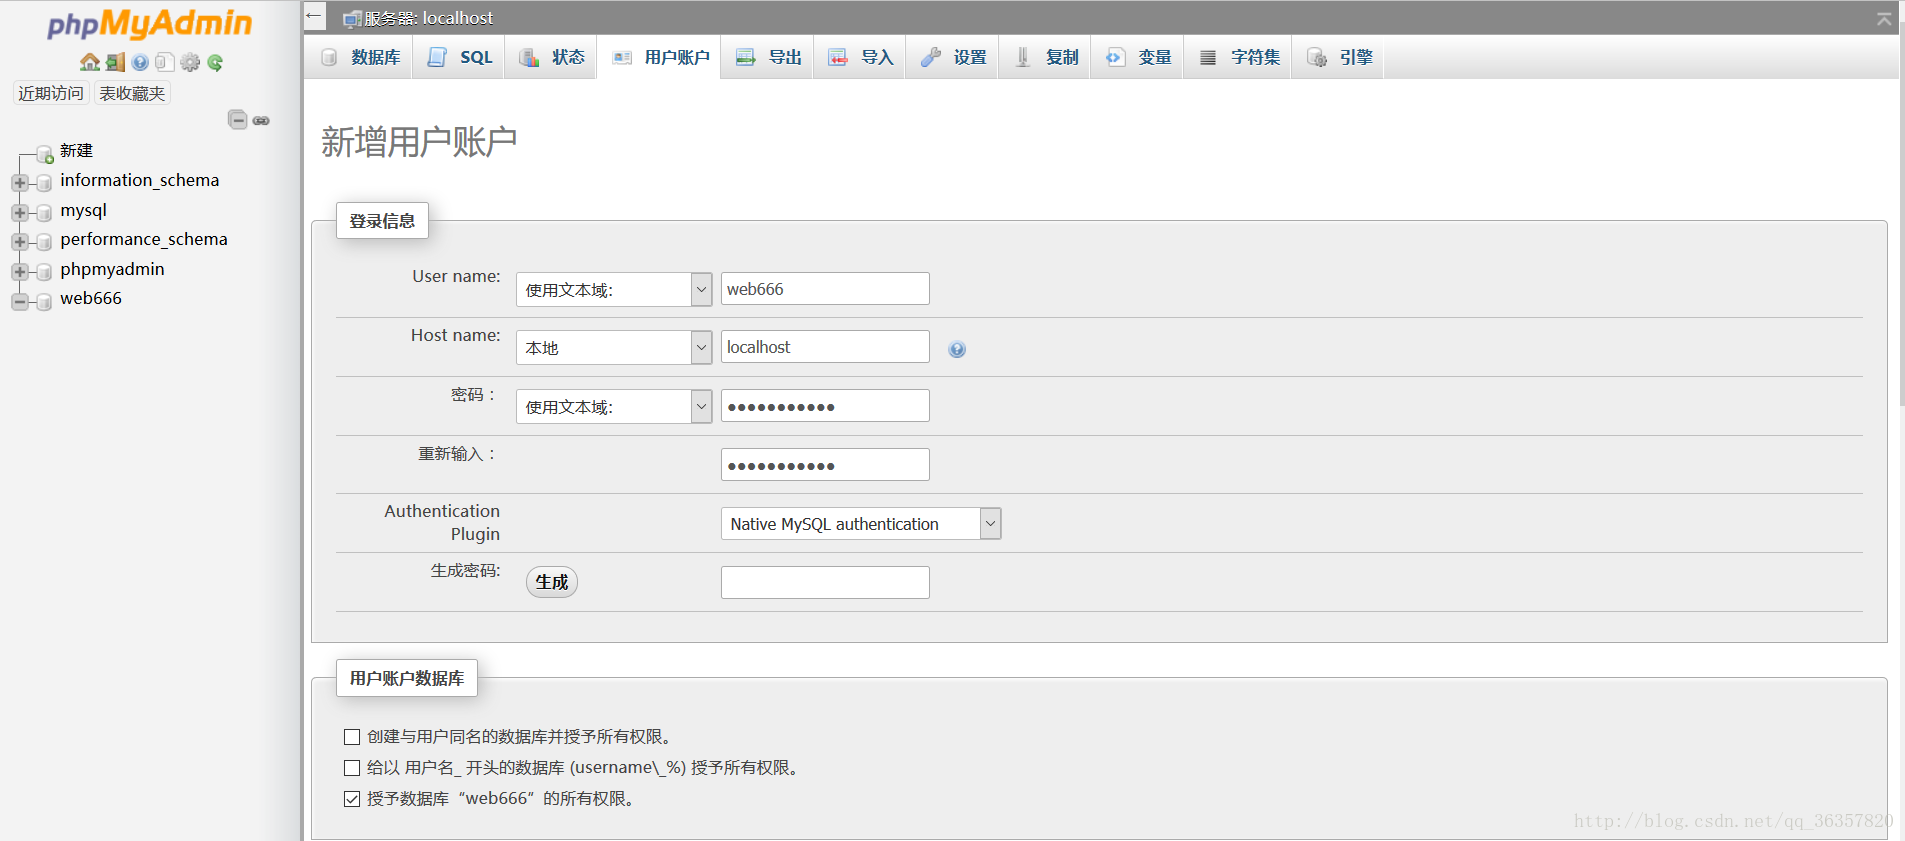 phpMyAdmin
近期访问 表收藏夹
新建
information_schema
mysql
performance_schema
phpmyadmin
web666
服务器: localhost
数据库 SQL 状态 用户账户 导出 导入 设置 复制 变量 字符集 引擎
新增用户账户
登录信息
User name: 使用文本域: web666
Host name: 本地 localhost
密码： 使用文本域: ●●●●●●●●●●●
重新输入： ●●●●●●●●●●●
Authentication
Plugin
Native MySQL authentication
生成密码: 生成
用户账户数据库
创建与用户同名的数据库并授予所有权限。
给以 用户名_ 开头的数据库 (username\_%) 授予所有权限。
授予数据库“web666”的所有权限。
http://blog.csdn.net/qq_36357820